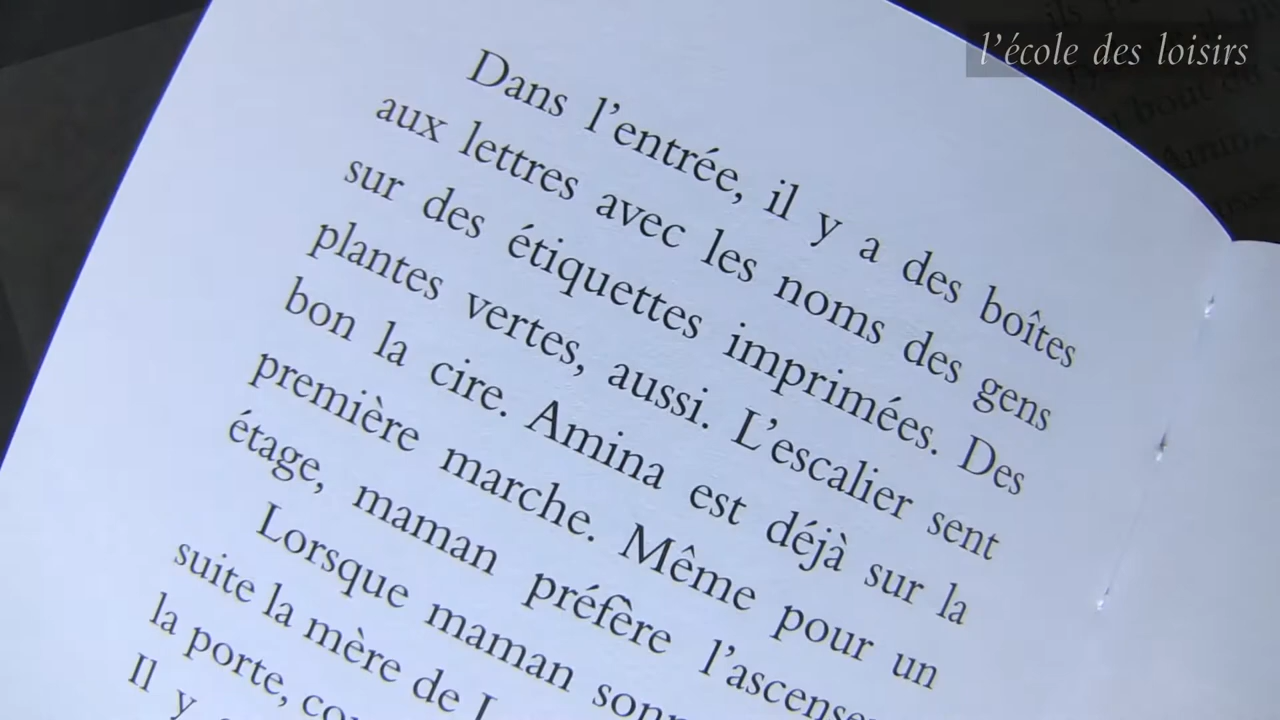 l'école des loisirs
Dans l'entrée, il y a des boîtes
aux lettres avec les noms des gens
sur des étiquettes imprimées. Des
plantes vertes, aussi. L'escalier sent
bon la cire. Amina est déjà sur la
première marche. Même pour un
étage, maman préfère
Lorsque maman
suite la mère de
la porte,
Il y